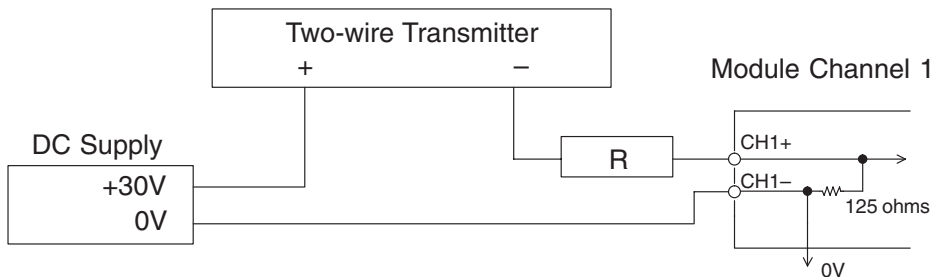 Two-wire Transmitter
+ –
Module Channel 1
DC Supply
+30V
0V
R
CH1+
CH1–
125 ohms
0V